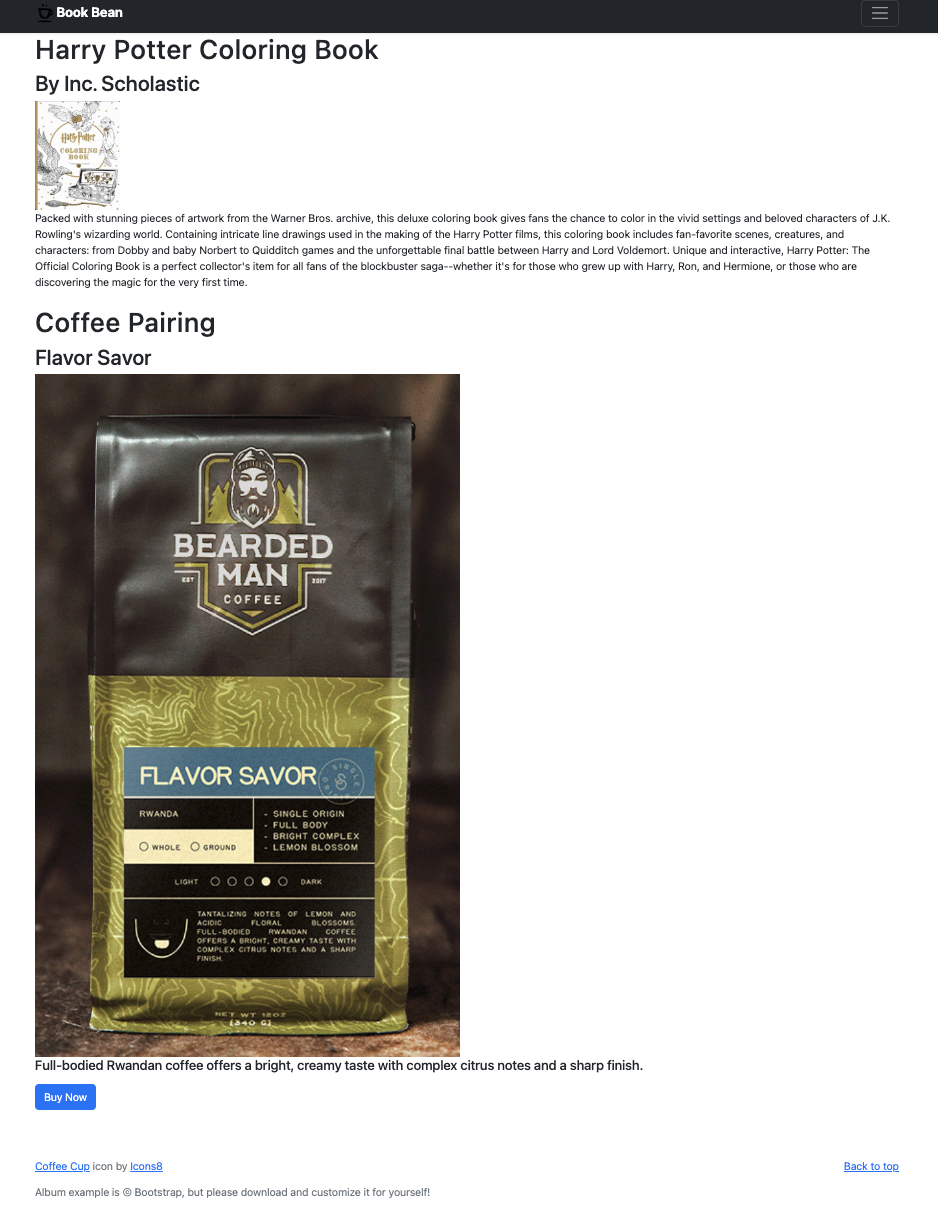 Book Bean
Harry Potter Coloring Book
By Inc. Scholastic
Harry Potter
COLORING
BOOK
Packed with stunning pieces of artwork from the Warner Bros. archive, this deluxe coloring book gives fans the chance to color in the vivid settings and beloved characters of J.K.
Rowling's wizarding world. Containing intricate line drawings used in the making of the Harry Potter films, this coloring book includes fan-favorite scenes, creatures, and
characters: from Dobby and baby Norbert to Quidditch games and the unforgettable final battle between Harry and Lord Voldemort. Unique and interactive, Harry Potter: The
Official Coloring Book is a perfect collector's item for all fans of the blockbuster saga--whether it's for those who grew up with Harry, Ron, and Hermione, or those who are
discovering the magic for the very first time.
Coffee Pairing
Flavor Savor
BEARDED
MAN
EST 2017
COFFEE
FLAVOR SAVOR
SINGLE ORIGIN
RWANDA
- SINGLE ORIGIN
- FULL BODY
- BRIGHT COMPLEX
- LEMON BLOSSOM
WHOLE GROUND
LIGHT DARK
TANTALIZING NOTES OF LEMON AND
ACIDIC FLORAL BLOSSOMS.
FULL-BODIED RWANDAN COFFEE
OFFERS A BRIGHT, CREAMY TASTE WITH
COMPLEX CITRUS NOTES AND A SHARP
FINISH.
NET WT 12OZ
[340 G]
Full-bodied Rwandan coffee offers a bright, creamy taste with complex citrus notes and a sharp finish.
Buy Now
Coffee Cup icon by Icons8
Back to top
Album example is © Bootstrap, but please download and customize it for yourself!